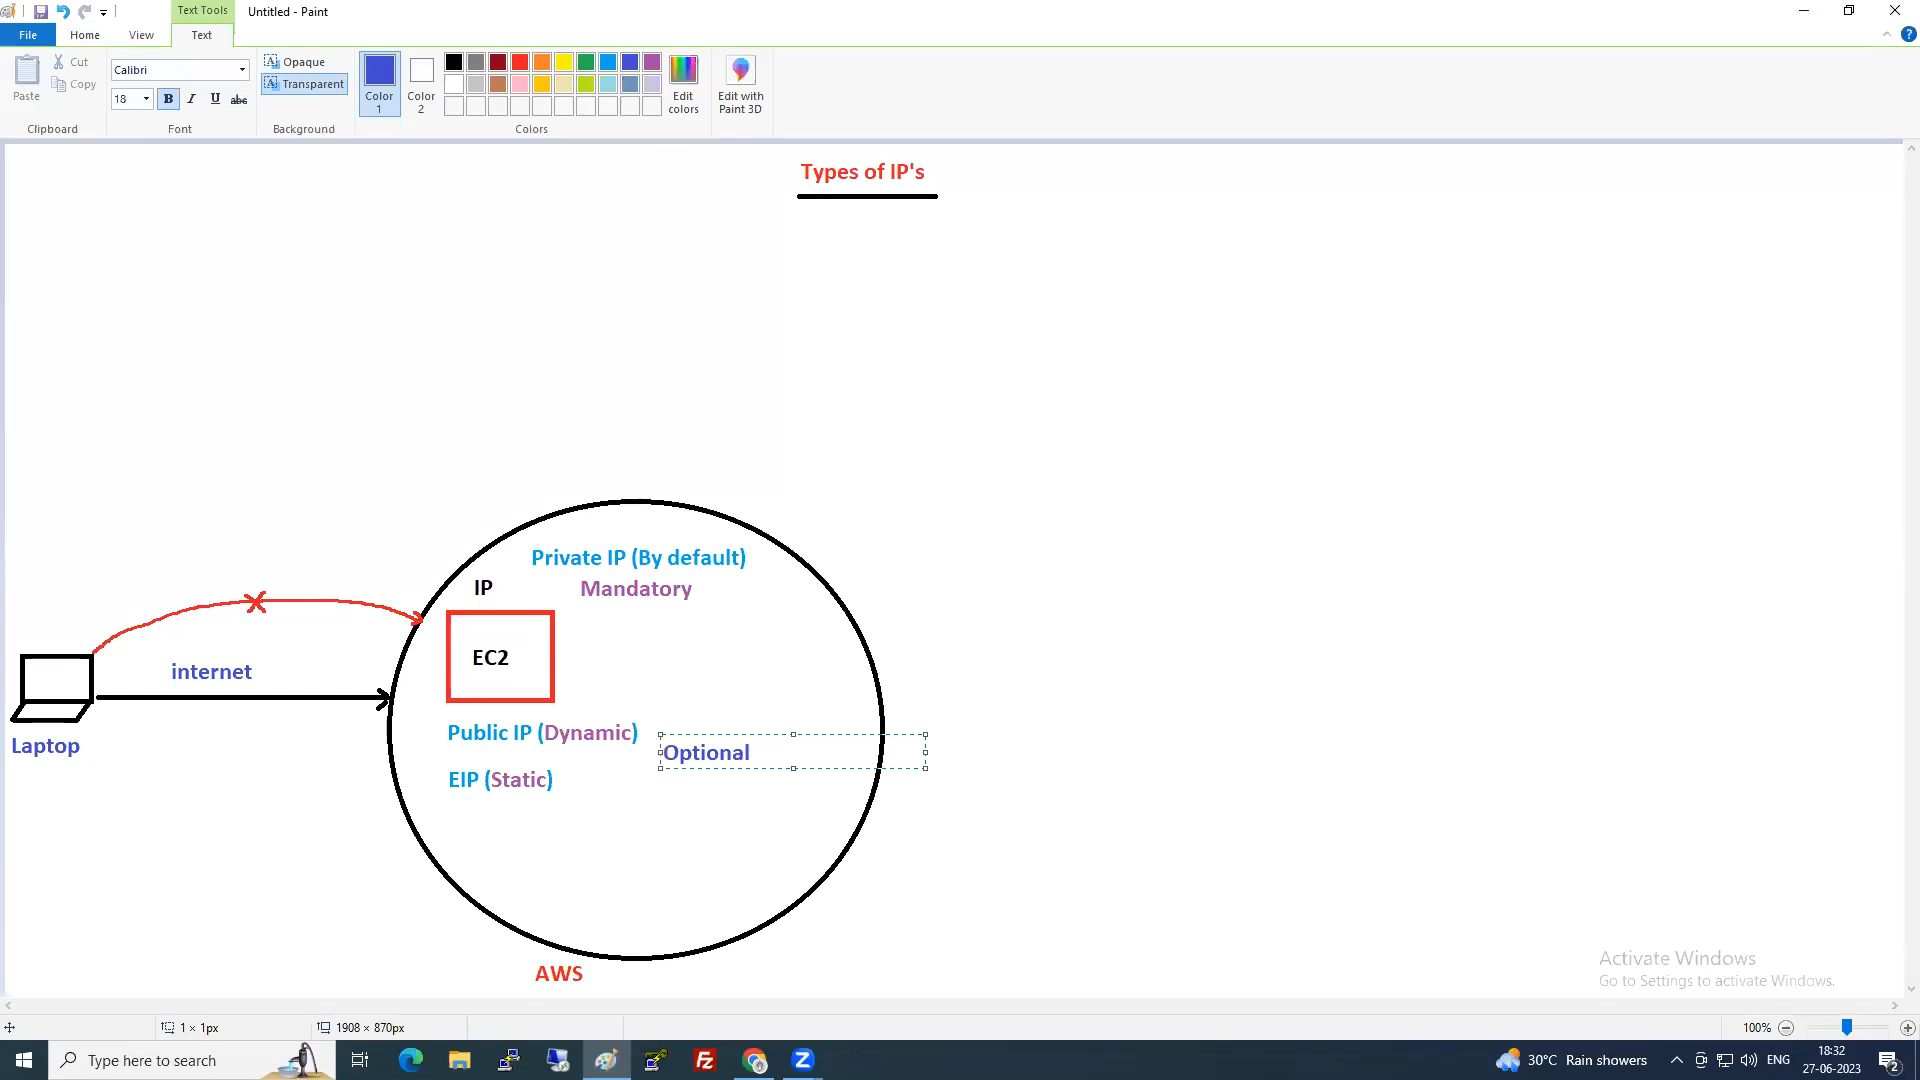 Text Tools
Untitled - Paint
File
Home
View
Text
Paste
Cut
Copy
Clipboard
Calibri
18
B
I
U
abc
Font
Opaque
Transparent
Background
Color
1
Color
2
Edit
colors
Colors
Edit with
Paint 3D
Types of IP's
Private IP (By default)
IP
Mandatory
EC2
internet
Laptop
Public IP (Dynamic)
Optional
EIP (Static)
AWS
Activate Windows
Go to Settings to activate Windows.
1 × 1px
1908 × 870px
100%
Type here to search
30°C Rain showers
ENG
18:32
27-06-2023
2